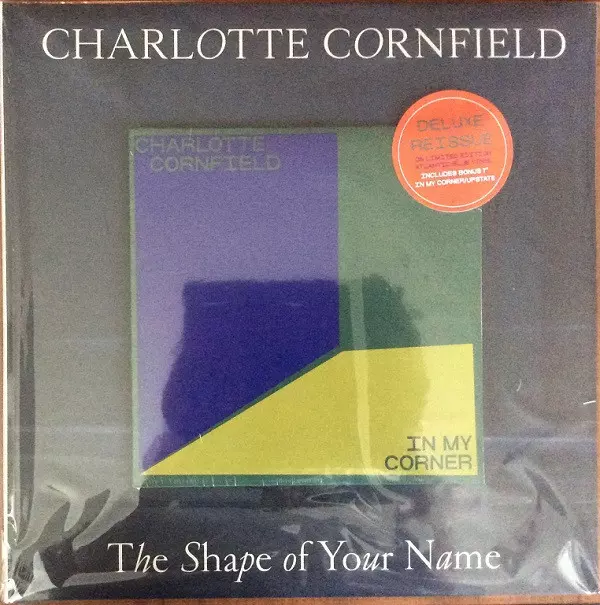 CHARLOTTE CORNFIELD
DELUXE
REISSUE
INCLUDES BONUS 7"
IN MY CORNER/UPSTATE
CHARLOTTE
CORNFIELD
IN MY
CORNER
The Shape of Your Name